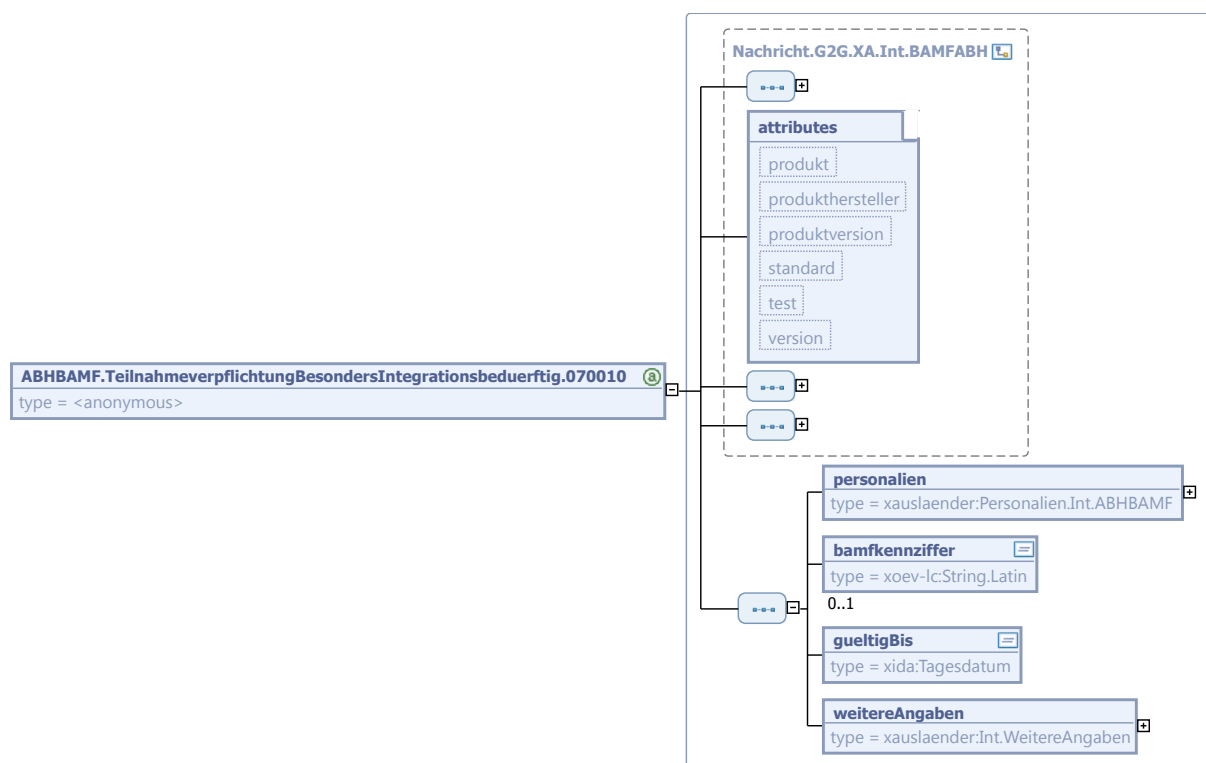 Nachricht.G2G.XA.Int.BAMFABH
attributes
produkt
produkthersteller
produktversion
standard
test
version
ABHBAMF.TeilnahmeverpflichtungBesondersIntegrationsbeduerftig.070010
type = <anonymous>
personalien
type = xauslaender:Personalien.Int.ABHBAMF
bamfkennziffer
type = xoev-lc:String.Latin
0..1
gueltigBis
type = xida:Tagesdatum
weitereAngaben
type = xauslaender:Int.WeitereAngaben